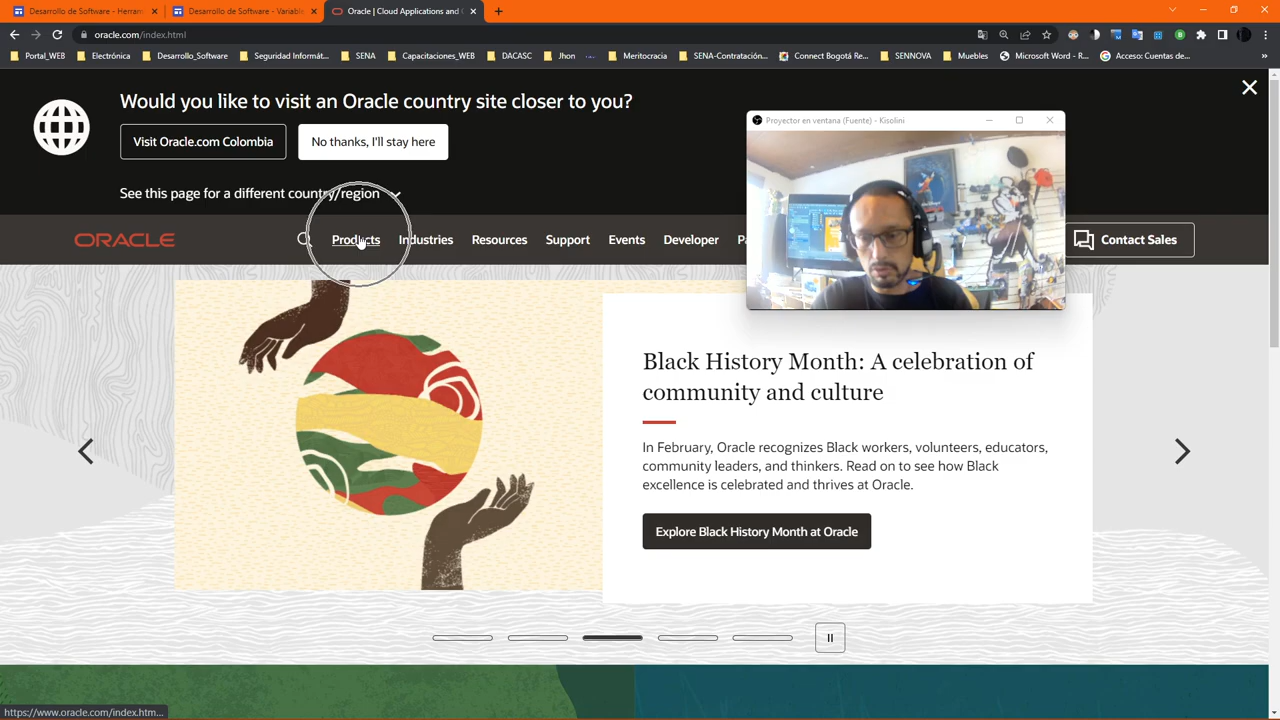 Desarrollo de Software - Herran
Desarrollo de Software - Variable
Oracle | Cloud Applications and C
oracle.com/index.html
Portal_WEB
Electrónica
Desarrollo_Software
Seguridad Informát...
SENA
Capacitaciones_WEB
DACASC
Jhon
Meritocracia
SENA-Contratación...
Connect Bogotá Re...
SENNOVA
Muebles
Microsoft Word - R...
Acceso: Cuentas de...
Would you like to visit an Oracle country site closer to you?
Visit Oracle.com Colombia
No thanks, I'll stay here
See this page for a different country/region
Proyector en ventana (Fuente) - Kisolini
ORACLE
Products
Industries
Resources
Support
Events
Developer
Contact Sales
Black History Month: A celebration of
community and culture
In February, Oracle recognizes Black workers, volunteers, educators,
community leaders, and thinkers. Read on to see how Black
excellence is celebrated and thrives at Oracle.
Explore Black History Month at Oracle
https://www.oracle.com/index.htm...